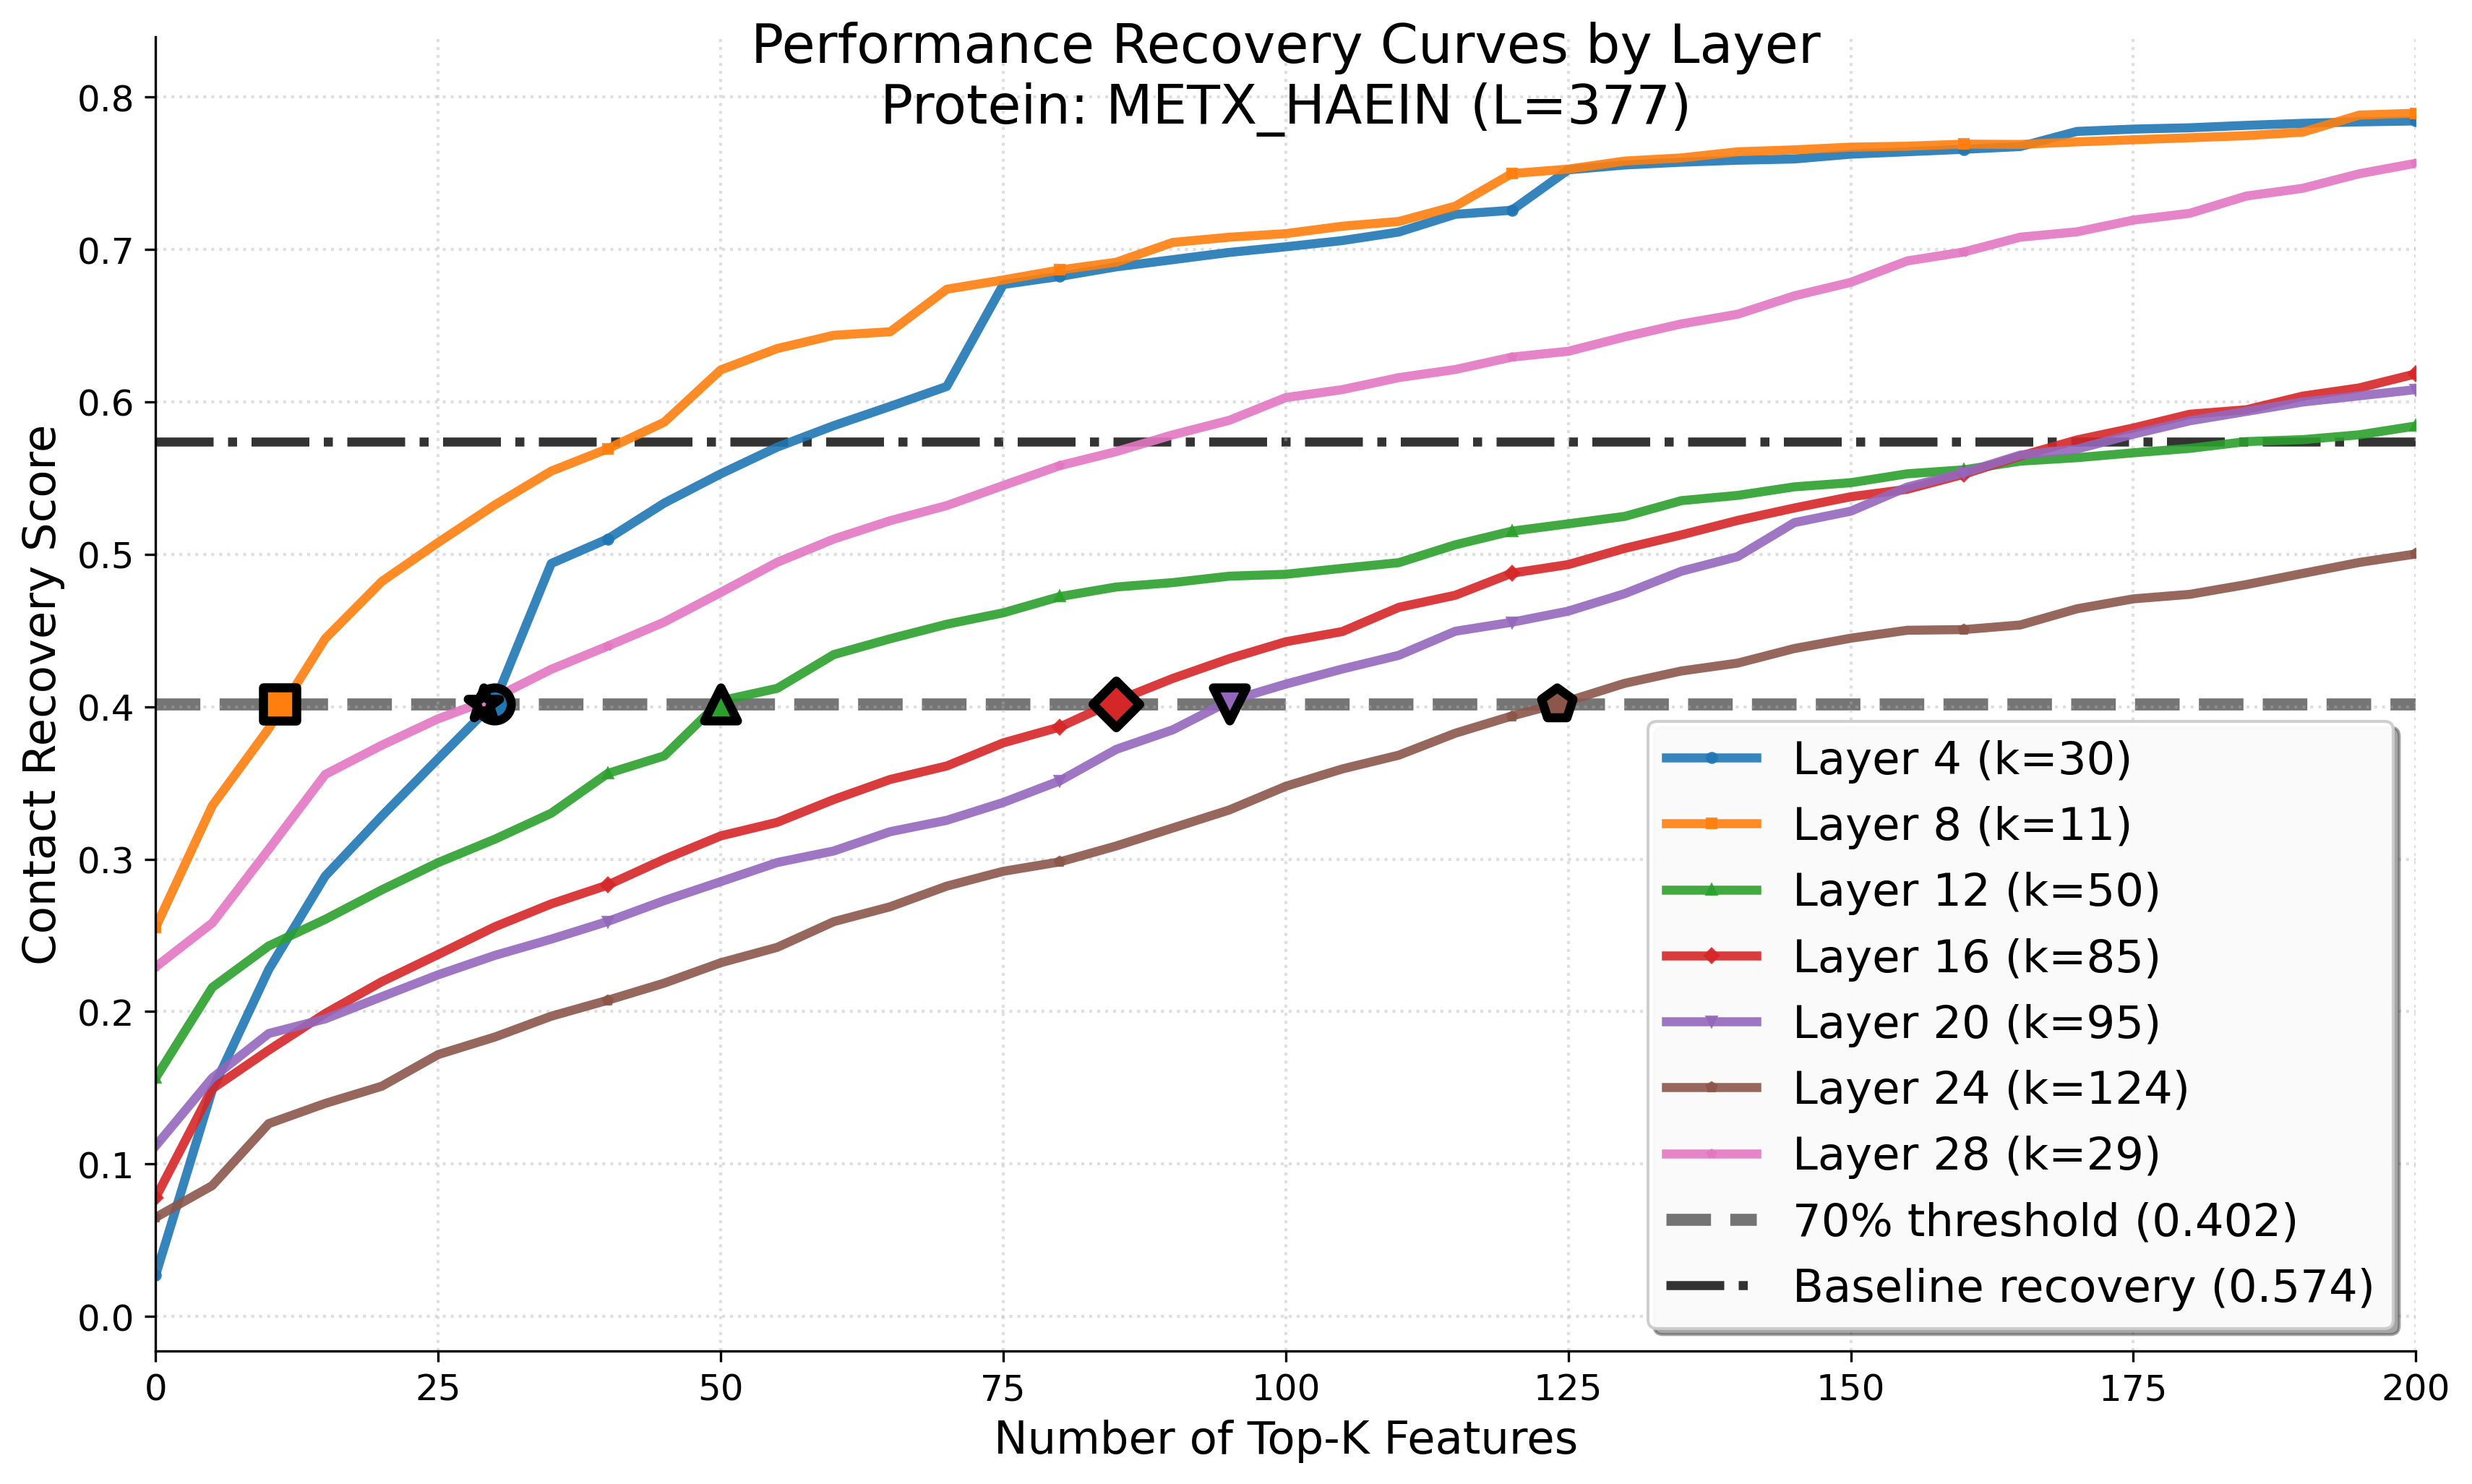 Performance Recovery Curves by Layer
Protein: METX_HAEIN (L=377)
Contact Recovery Score
0.8
0.7
0.6
0.5
0.4
0.3
0.2
0.1
0.0
Layer 4 (k=30)
Layer 8 (k=11)
Layer 12 (k=50)
Layer 16 (k=85)
Layer 20 (k=95)
Layer 24 (k=124)
Layer 28 (k=29)
70% threshold (0.402)
Baseline recovery (0.574)
0 25 50 75 100 125 150 175 200
Number of Top-K Features